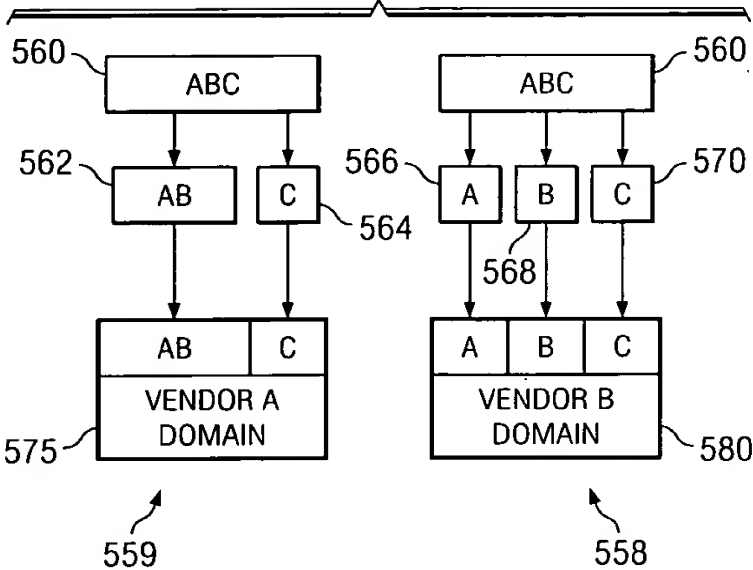 560 ABC ABC 560
562 AB C 564 566 A B 568 C 570
AB C A B C
VENDOR A DOMAIN VENDOR B DOMAIN
575 580
559 558